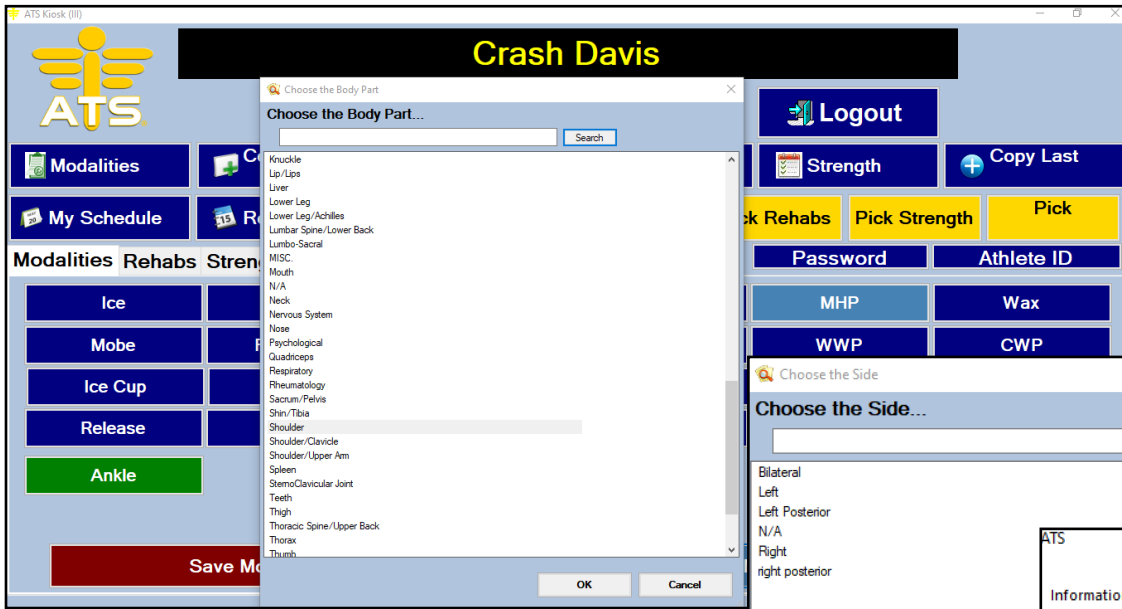 ATS Kiosk (III)
Crash Davis
ATS
Logout
Modalities
Strength
Copy Last
My Schedule
Pick Strength
Pick
Modalities
Rehabs
Password
Athlete ID
Ice
MHP
Wax
Mobe
WWP
CWP
Ice Cup
Release
Ankle
Choose the Body Part
Choose the Body Part...
Search
Knuckle
Lip/Lips
Liver
Lower Leg
Lower Leg/Achilles
Lumbar Spine/Lower Back
Lumbo-Sacral
MISC.
Mouth
N/A
Neck
Nervous System
Nose
Psychological
Quadriceps
Respiratory
Rheumatology
Sacrum/Pelvis
Shin/Tibia
Shoulder
Shoulder/Clavicle
Shoulder/Upper Arm
Spleen
SternoClavicular Joint
Teeth
Thigh
Thoracic Spine/Upper Back
Thorax
Thumb
OK
Cancel
Rehabs
Save
Choose the Side
Choose the Side...
Bilateral
Left
Left Posterior
N/A
Right
right posterior
ATS